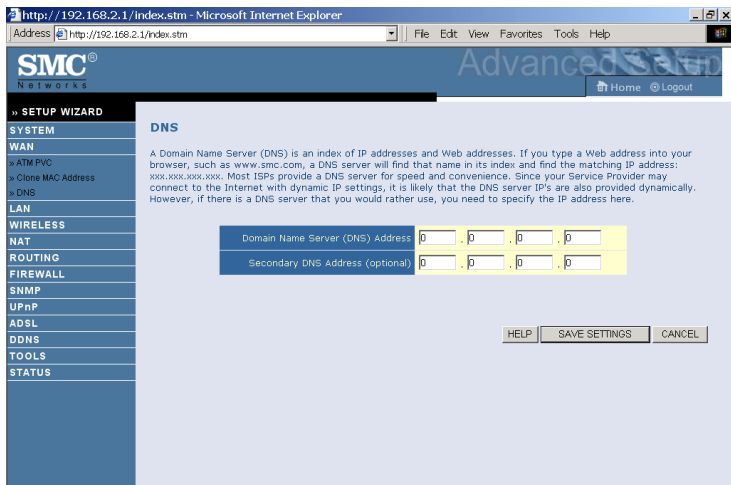 http://192.168.2.1/index.stm - Microsoft Internet Explorer
Address http://192.168.2.1/index.stm File Edit View Favorites Tools Help
SMC®
Networks
Advanced Setup
Home Logout
» SETUP WIZARD
SYSTEM
WAN
» ATM PVC
» Clone MAC Address
» DNS
LAN
WIRELESS
NAT
ROUTING
FIREWALL
SNMP
UPnP
ADSL
DDNS
TOOLS
STATUS
DNS
A Domain Name Server (DNS) is an index of IP addresses and Web addresses. If you type a Web address into your
browser, such as www.smc.com, a DNS server will find that name in its index and find the matching IP address:
xxx.xxx.xxx.xxx. Most ISPs provide a DNS server for speed and convenience. Since your Service Provider may
connect to the Internet with dynamic IP settings, it is likely that the DNS server IP's are also provided dynamically.
However, if there is a DNS server that you would rather use, you need to specify the IP address here.
Domain Name Server (DNS) Address 0 . 0 . 0 . 0
Secondary DNS Address (optional) 0 . 0 . 0 . 0
HELP SAVE SETTINGS CANCEL